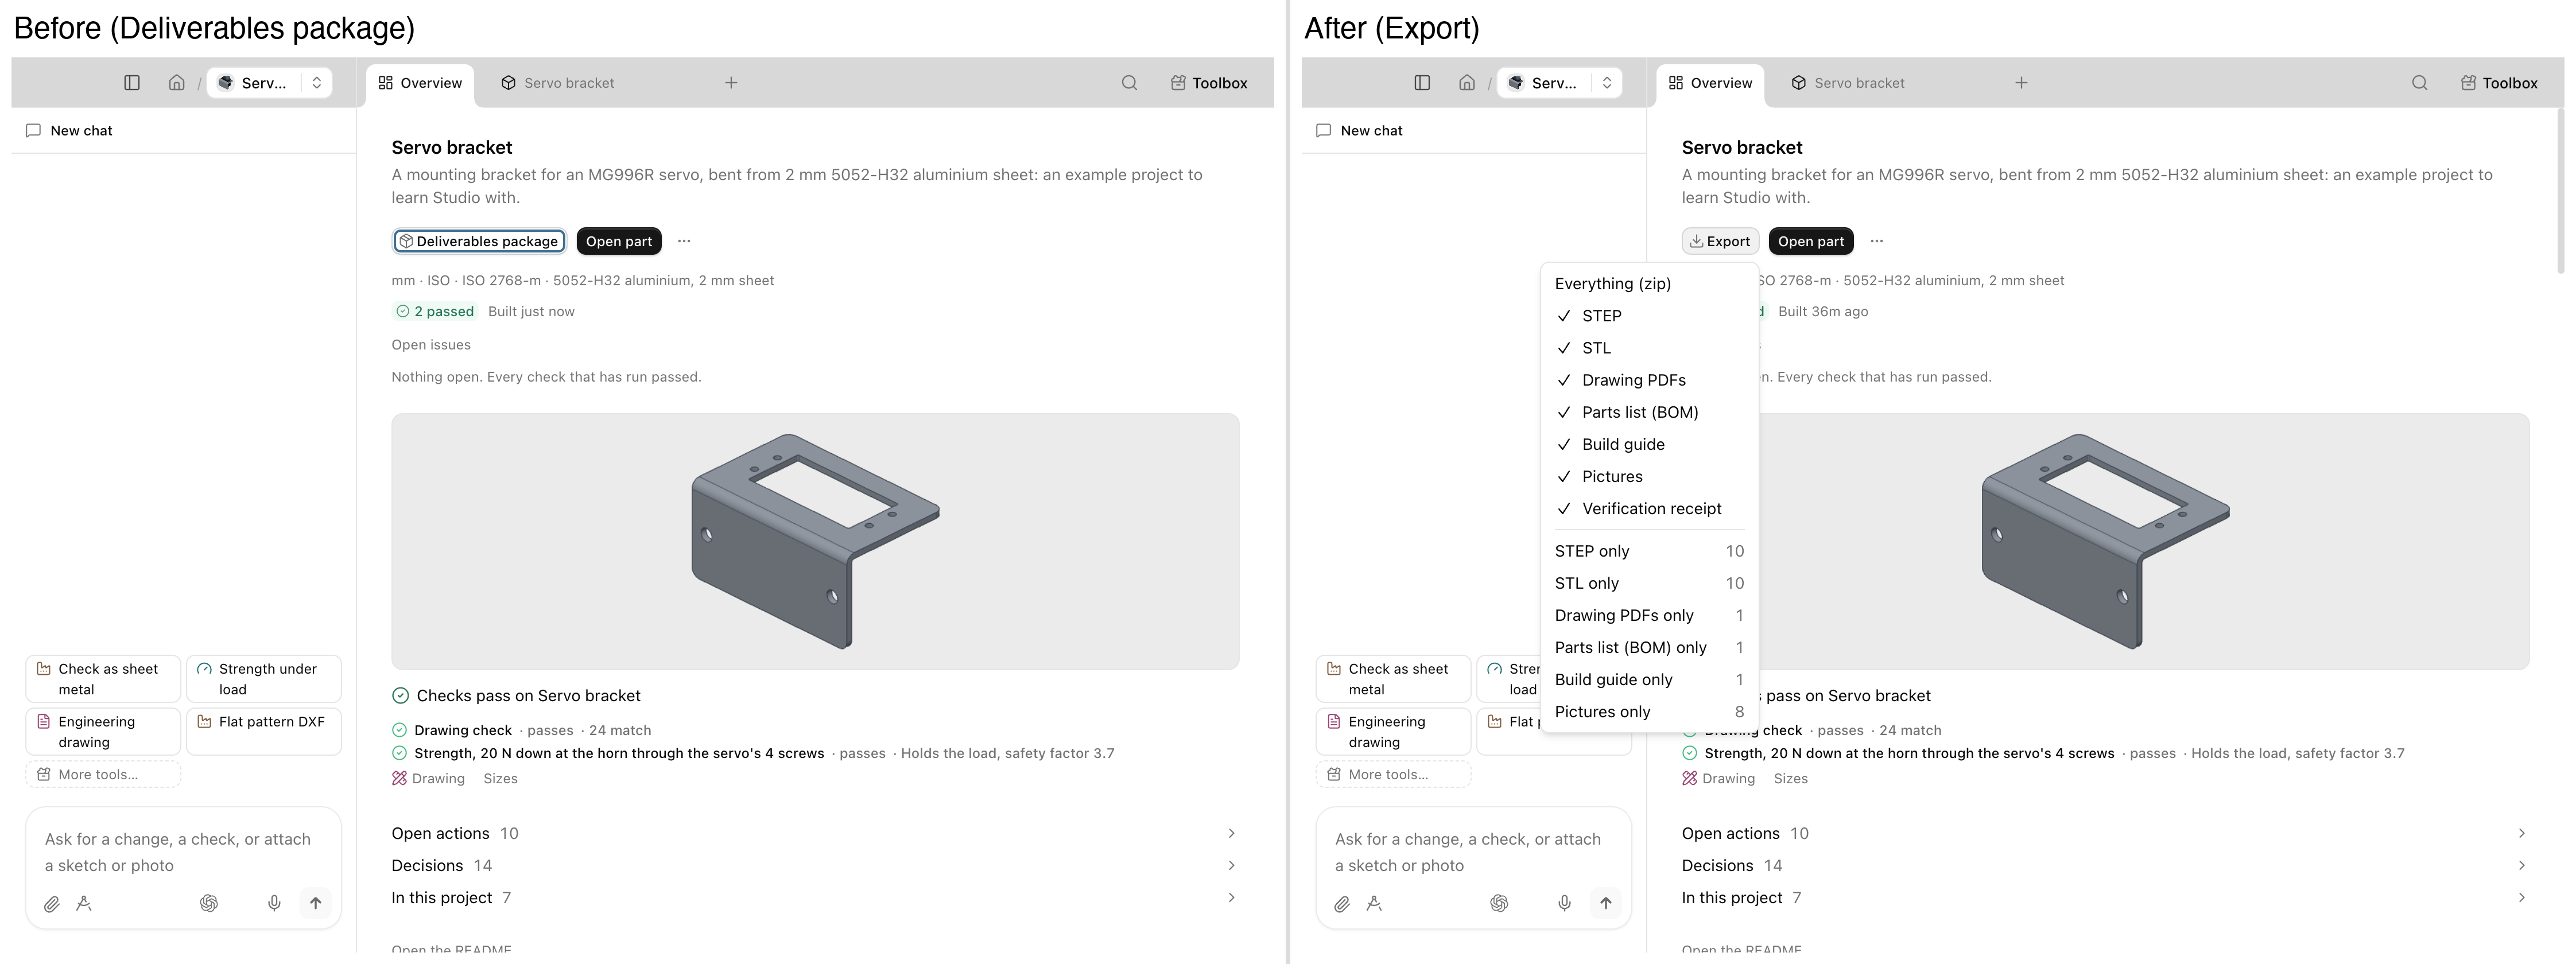 Before (Deliverables package)
Serv...
Overview
Servo bracket
Toolbox
New chat
Servo bracket
A mounting bracket for an MG996R servo, bent from 2 mm 5052-H32 aluminium sheet: an example project to
learn Studio with.
Deliverables package
Open part
mm · ISO · ISO 2768-m · 5052-H32 aluminium, 2 mm sheet
2 passed
Built just now
Open issues
Nothing open. Every check that has run passed.
Check as sheet
metal
Strength under
load
Engineering
drawing
Flat pattern DXF
More tools...
Checks pass on Servo bracket
Drawing check · passes · 24 match
Strength, 20 N down at the horn through the servo's 4 screws · passes · Holds the load, safety factor 3.7
Drawing
Sizes
Ask for a change, a check, or attach
a sketch or photo
Open actions 10
Decisions 14
In this project 7
Open the README
After (Export)
Serv...
Overview
Servo bracket
Toolbox
New chat
Servo bracket
A mounting bracket for an MG996R servo, bent from 2 mm 5052-H32 aluminium sheet: an example project to
learn Studio with.
Export
Open part
Everything (zip)
STEP
STL
Drawing PDFs
Parts list (BOM)
Build guide
Pictures
Verification receipt
STEP only 10
STL only 10
Drawing PDFs only 1
Parts list (BOM) only 1
Build guide only 1
Pictures only 8
SO 2768-m · 5052-H32 aluminium, 2 mm sheet
d
Built 36m ago
n. Every check that has run passed.
Check as sheet
metal
Stren
load
Engineering
drawing
Flat p
More tools...
s pass on Servo bracket
Drawing check · passes · 24 match
Strength, 20 N down at the horn through the servo's 4 screws · passes · Holds the load, safety factor 3.7
Drawing
Sizes
Ask for a change, a check, or attach
a sketch or photo
Open actions 10
Decisions 14
In this project 7
Open the README